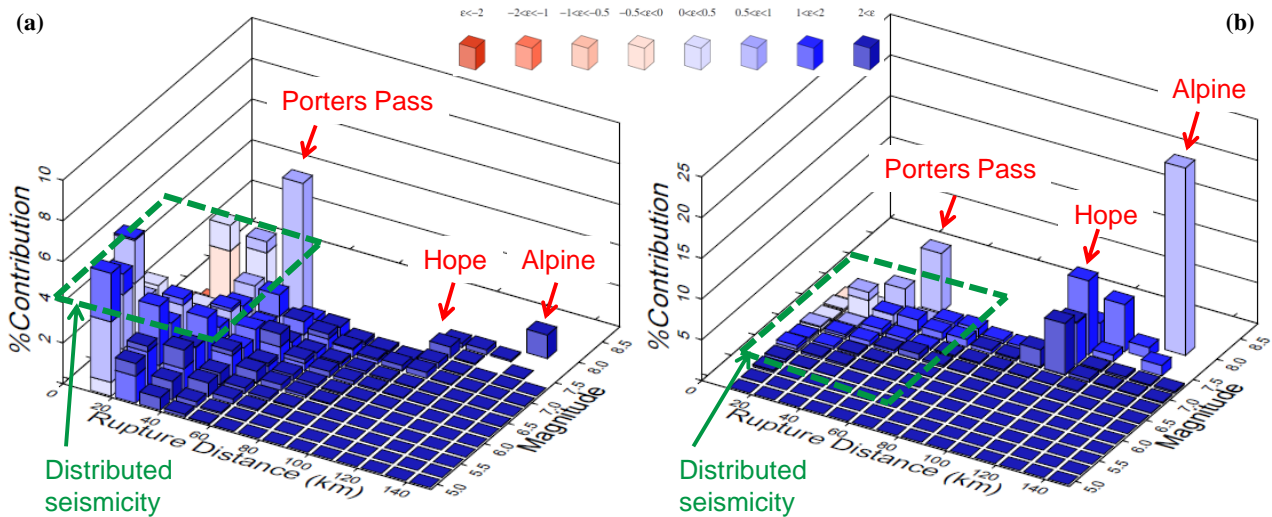 (a)
ε<-2 -2<ε<-1 -1<ε<-0.5 -0.5<ε<0 0<ε<0.5 0.5<ε<1 1<ε<2 2<ε
(b)
Porters Pass
Hope
Alpine
Distributed
seismicity
%Contribution
0
2
4
6
8
10
Rupture Distance (km)
0 20 40 60 80 100 120 140
Magnitude
5.0 5.5 6.0 6.5 7.0 7.5 8.0 8.5
Porters Pass
Hope
Alpine
Distributed
seismicity
%Contribution
0
5
10
15
20
25
Rupture Distance (km)
0 20 40 60 80 100 120 140
Magnitude
5.0 5.5 6.0 6.5 7.0 7.5 8.0 8.5